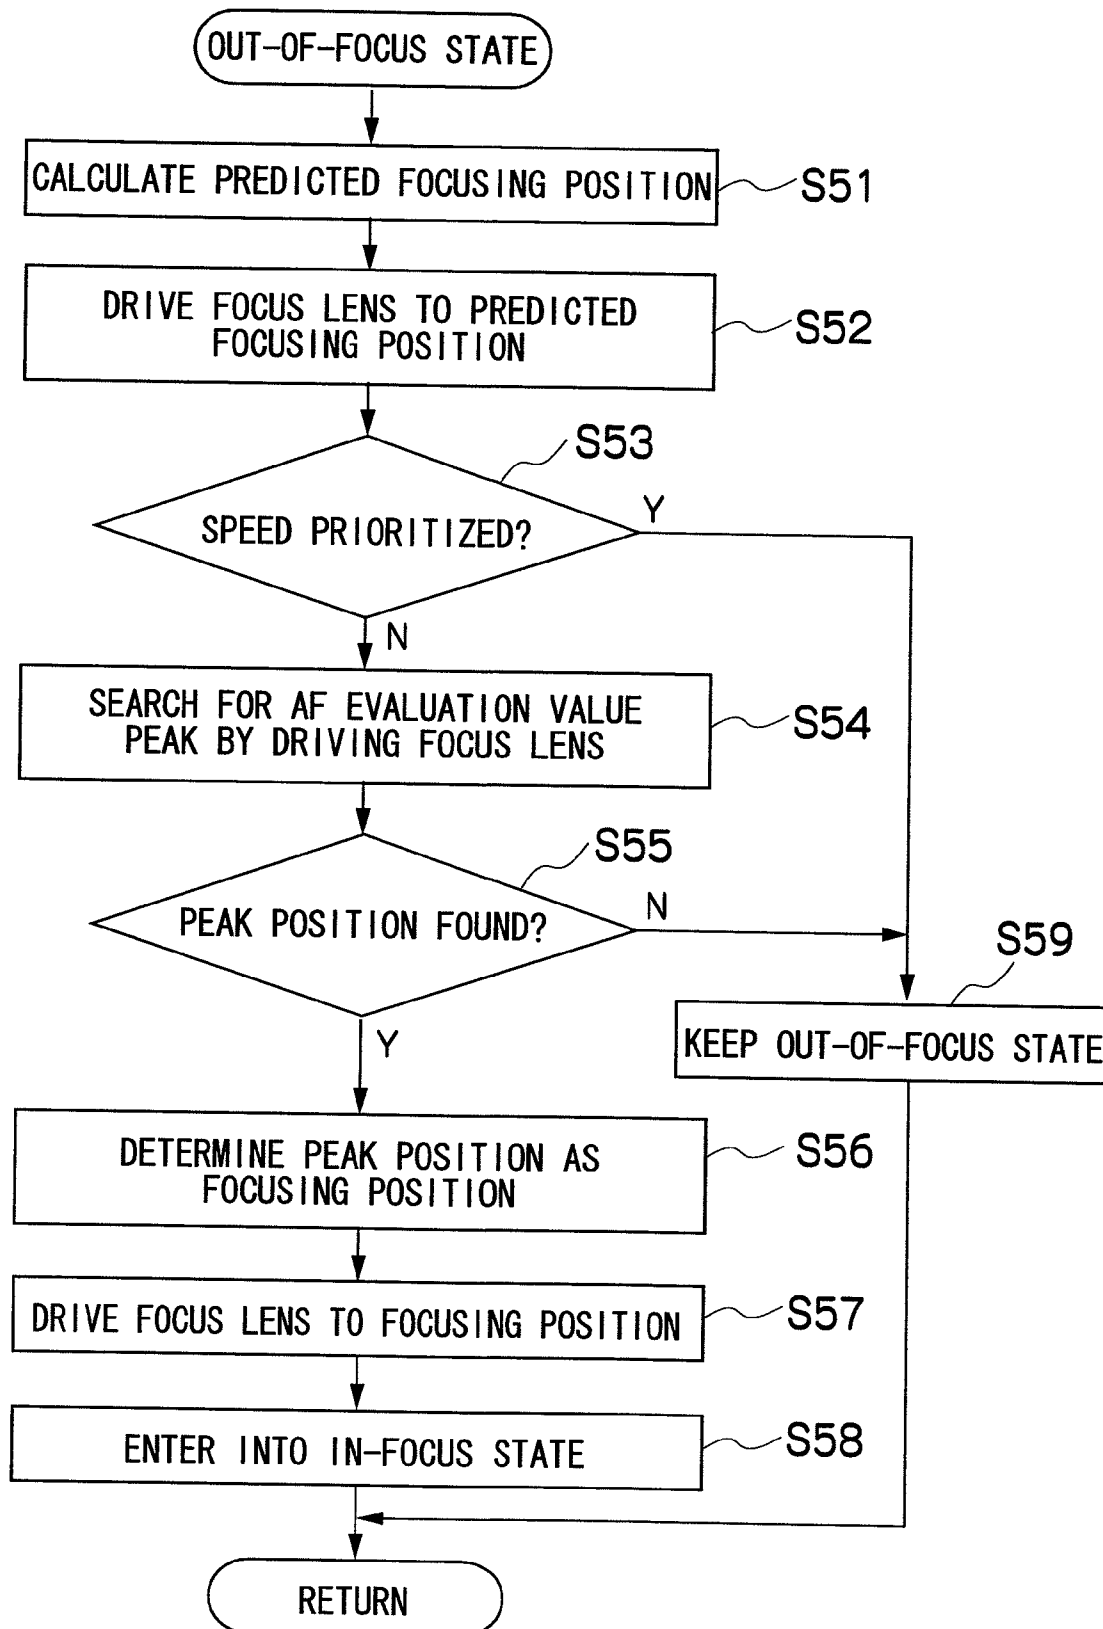 OUT-OF-FOCUS STATE
CALCULATE PREDICTED FOCUSING POSITION
S51
DRIVE FOCUS LENS TO PREDICTED
FOCUSING POSITION
S52
S53
SPEED PRIORITIZED?
Y
N
SEARCH FOR AF EVALUATION VALUE
PEAK BY DRIVING FOCUS LENS
S54
S55
PEAK POSITION FOUND?
N
S59
KEEP OUT-OF-FOCUS STATE
Y
DETERMINE PEAK POSITION AS
FOCUSING POSITION
S56
DRIVE FOCUS LENS TO FOCUSING POSITION
S57
ENTER INTO IN-FOCUS STATE
S58
RETURN